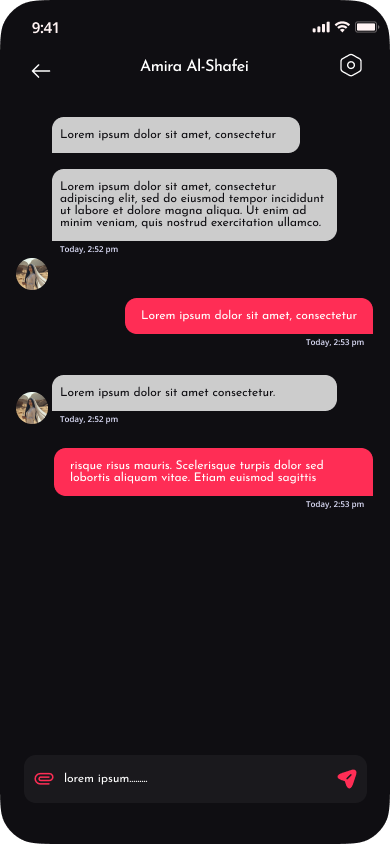 9:41
Amira Al-Shafei
Lorem ipsum dolor sit amet, consectetur
Lorem ipsum dolor sit amet, consectetur
adipiscing elit, sed do eiusmod tempor incididunt
ut labore et dolore magna aliqua. Ut enim ad
minim veniam, quis nostrud exercitation ullamco.
Today, 2:52 pm
Lorem ipsum dolor sit amet, consectetur
Today, 2:53 pm
Lorem ipsum dolor sit amet consectetur.
Today, 2:52 pm
risque risus mauris. Scelerisque turpis dolor sed
lobortis aliquam vitae. Etiam euismod sagittis
Today, 2:53 pm
lorem ipsum.........